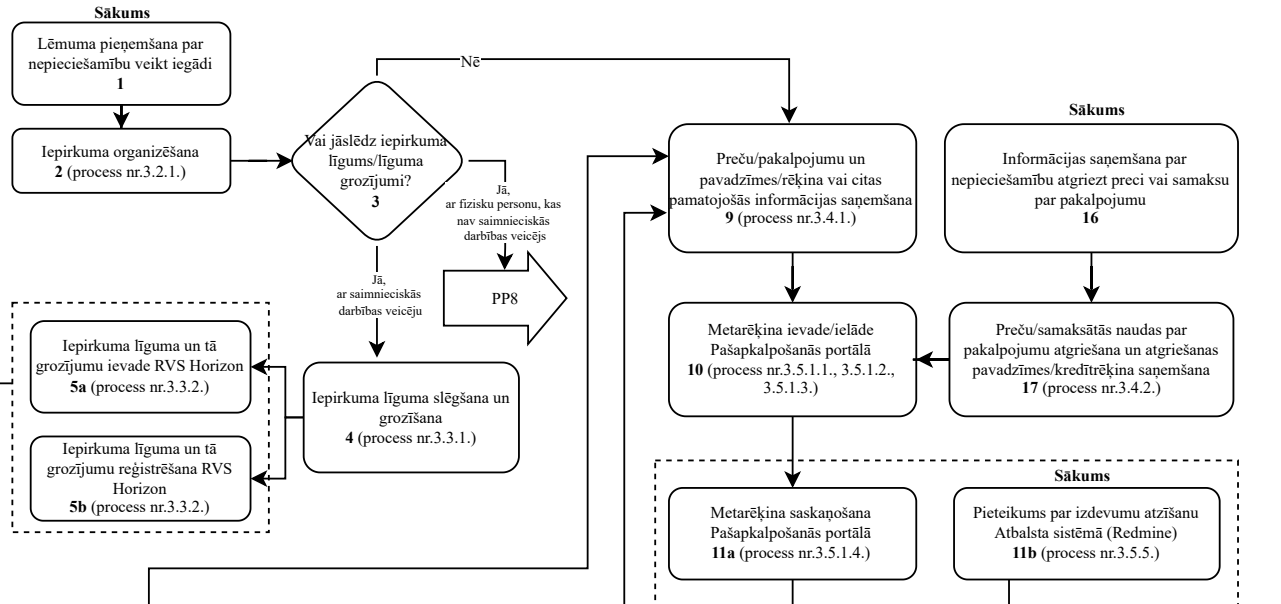 Sākums
Lēmuma pieņemšana par
nepieciešamību veikt iegādi
1
Iepirkuma organizēšana
2 (process nr.3.2.1.)
Vai jāslēdz iepirkuma
līgums/līguma
grozījumi?
3
Nē
Jā,
ar fizisku personu, kas
nav saimnieciskās
darbības veicējs
PP8
Jā,
ar saimnieciskās
darbības veicēju
Iepirkuma līguma slēgšana un
grozīšana
4 (process nr.3.3.1.)
Iepirkuma līguma un tā
grozījumu ievade RVS Horizon
5a (process nr.3.3.2.)
Iepirkuma līguma un tā
grozījumu reģistrēšana RVS
Horizon
5b (process nr.3.3.2.)
Preču/pakalpojumu un
pavadzīmes/rēķina vai citas
pamatojošās informācijas saņemšana
9 (process nr.3.4.1.)
Sākums
Informācijas saņemšana par
nepieciešamību atgriezt preci vai samaksu
par pakalpojumu
16
Metarēķina ievade/ielāde
Pašapkalpošanās portālā
10 (process nr.3.5.1.1., 3.5.1.2.,
3.5.1.3.)
Preču/samaksātās naudas par
pakalpojumu atgriešana un atgriešanas
pavadzīmes/kredītrēķina saņemšana
17 (process nr.3.4.2.)
Metarēķina saskaņošana
Pašapkalpošanās portālā
11a (process nr.3.5.1.4.)
Sākums
Pieteikums par izdevumu atzīšanu
Atbalsta sistēmā (Redmine)
11b (process nr.3.5.5.)